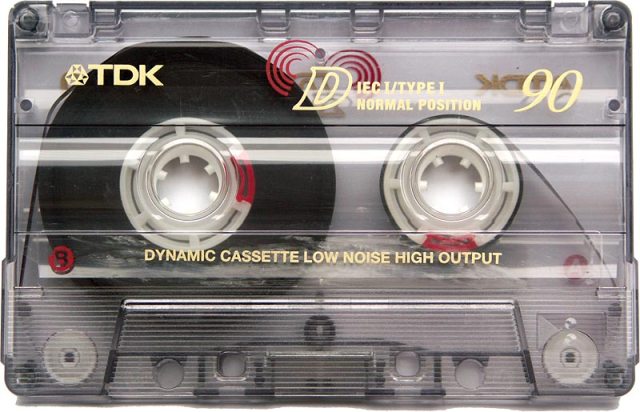 TDK
D IEC I/TYPE I
NORMAL POSITION
90
B
A
DYNAMIC CASSETTE LOW NOISE HIGH OUTPUT